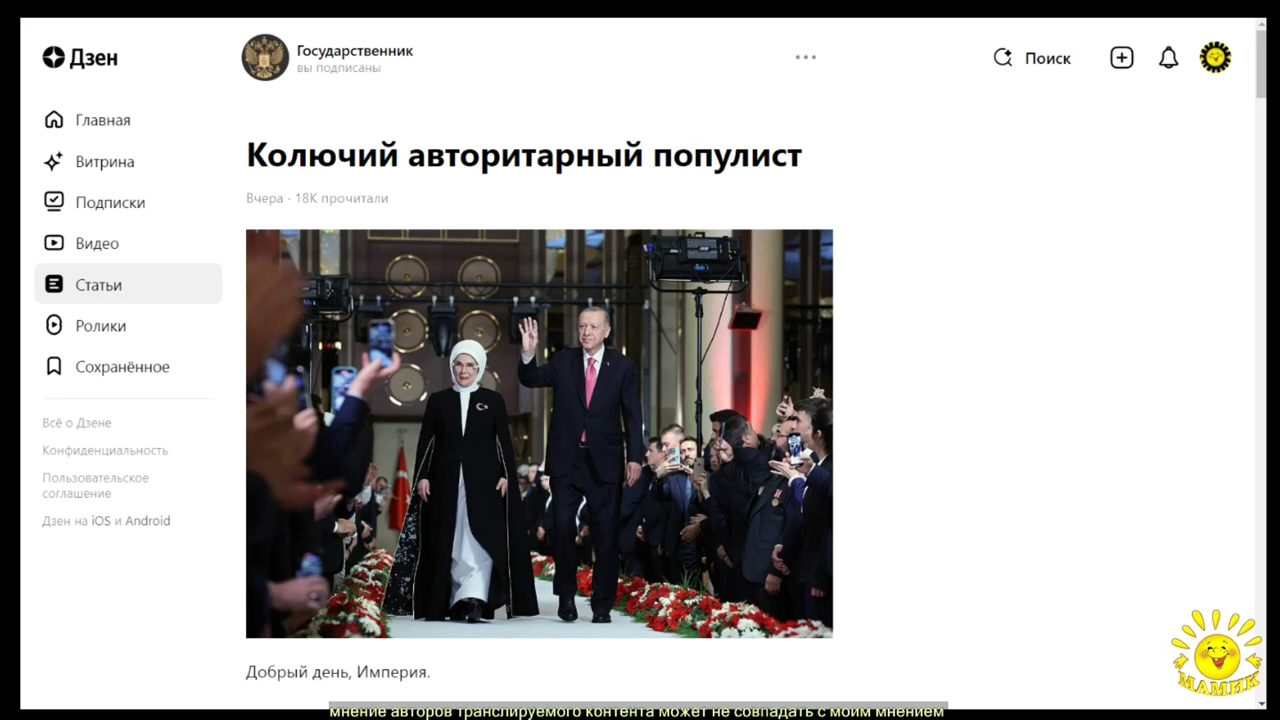 Дзен
Государственник
вы подписаны
Поиск
Главная
Витрина
Подписки
Видео
Статьи
Ролики
Сохранённое
Всё о Дзене
Конфиденциальность
Пользовательское
соглашение
Дзен на iOS и Android
Колючий авторитарный популист
Вчера · 18К прочитали
Добрый день, Империя.
МАМИК
мнение авторов транслируемого контента может не совпадать с моим мнением